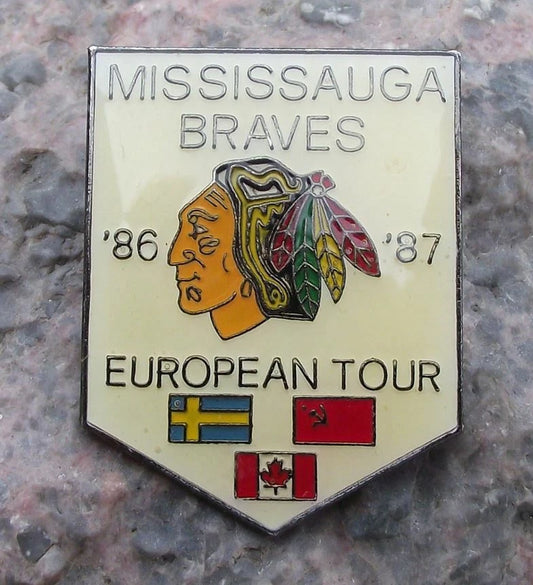 MISSISSAUGA
BRAVES
'86 '87
EUROPEAN TOUR